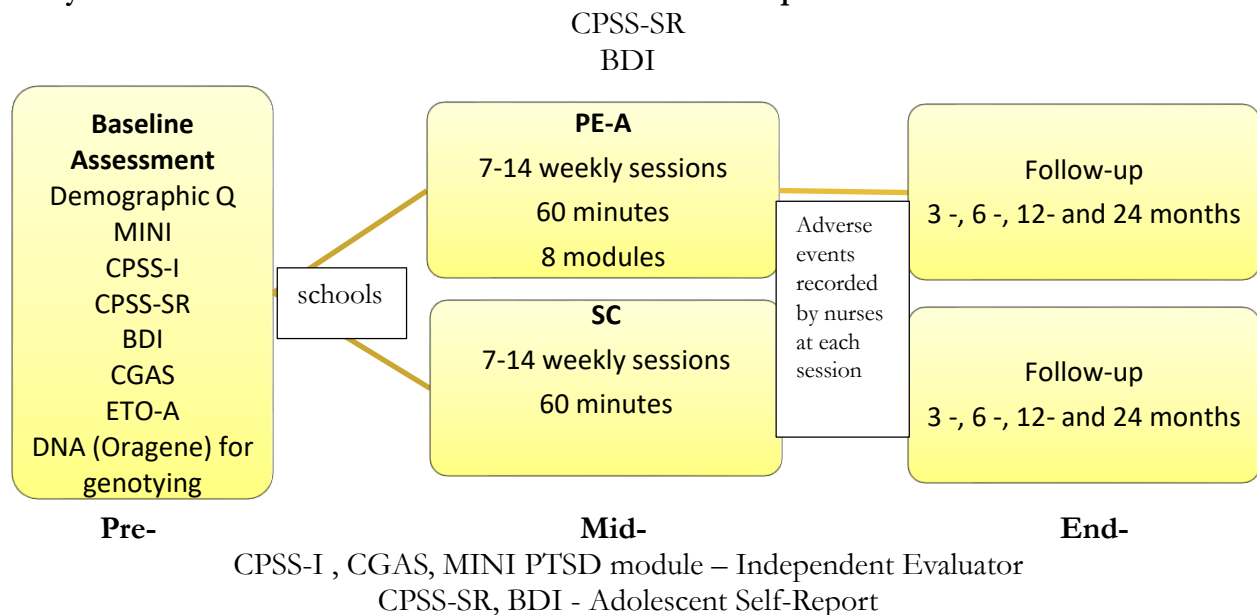 CPSS-SR
BDI
Baseline
Assessment
Demographic Q
MINI
CPSS-I
CPSS-SR
BDI
CGAS
ETO-A
DNA (Oragene) for
genotying
schools
PE-A
7-14 weekly sessions
60 minutes
8 modules
SC
7-14 weekly sessions
60 minutes
Adverse
events
recorded
by nurses
at each
session
Follow-up
3 -, 6 -, 12- and 24 months
Follow-up
3 -, 6 -, 12- and 24 months
Pre- Mid- End-
CPSS-I , CGAS, MINI PTSD module – Independent Evaluator
CPSS-SR, BDI - Adolescent Self-Report